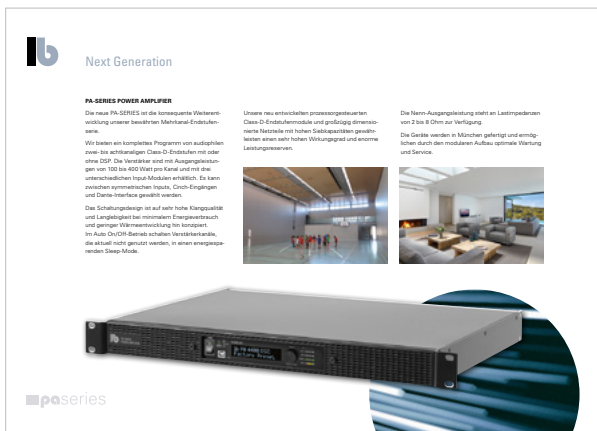 lb
Next Generation
PA-SERIES POWER AMPLIFIER
Die neue PA-SERIES ist die konsequente Weiterent-
wicklung unserer bewährten Mehrkanal-Endstufen-
serie.
Wir bieten ein komplettes Programm von audiophilen
zwei- bis achtkanaligen Class-D-Endstufen mit oder
ohne DSP. Die Verstärker sind mit Ausgangsleistun-
gen von 100 bis 400 Watt pro Kanal und mit drei
unterschiedlichen Input-Modulen erhältlich. Es kann
zwischen symmetrischen Inputs, Cinch-Eingängen
und Dante-Interface gewählt werden.
Das Schaltungsdesign ist auf sehr hohe Klangqualität
und Langlebigkeit bei minimalem Energieverbrauch
und geringer Wärmeentwicklung hin konzipiert.
Im Auto On/Off-Betrieb schalten Verstärkerkanäle,
die aktuell nicht genutzt werden, in einen energiespa-
renden Sleep-Mode.
Unsere neu entwickelten prozessorgesteuerten
Class-D-Endstufenmodule und großzügig dimensio-
nierte Netzteile mit hohen Siebkapazitäten gewähr-
leisten einen sehr hohen Wirkungsgrad und enorme
Leistungsreserven.
Die Nenn-Ausgangsleistung steht an Lastimpedanzen
von 2 bis 8 Ohm zur Verfügung.
Die Geräte werden in München gefertigt und ermög-
lichen durch den modularen Aufbau optimale Wartung
und Service.
lb
Factory Preset
paseries